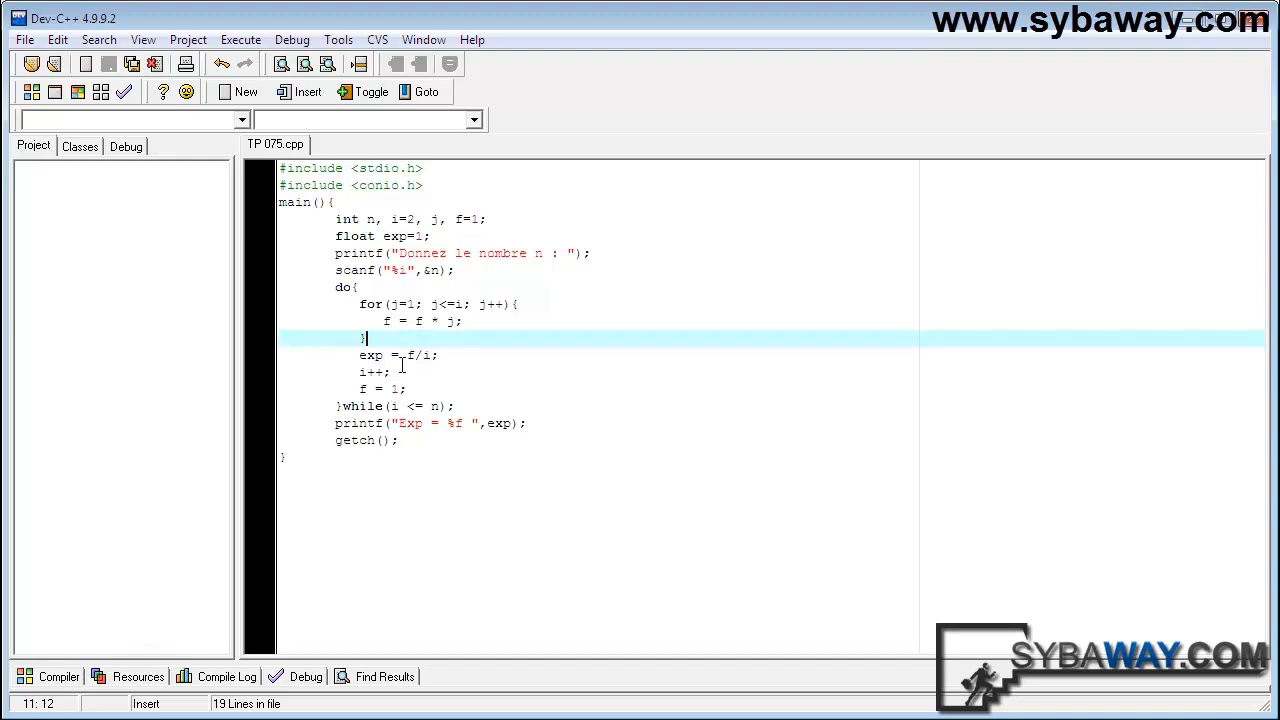 Dev-C++ 4.9.9.2
www.sybaway.com
File Edit Search View Project Execute Debug Tools CVS Window Help
New Insert Toggle Goto
Project Classes Debug
TP 075.cpp
#include <stdio.h>
#include <conio.h>
main(){
int n, i=2, j, f=1;
float exp=1;
printf("Donnez le nombre n : ");
scanf("%i",&n);
do{
for(j=1; j<=i; j++){
f = f * j;
}
exp = f/i;
i++;
f = 1;
}while(i <= n);
printf("Exp = %f ",exp);
getch();
}
SYBAWAY.COM
Compiler Resources Compile Log Debug Find Results
11: 12 Insert 19 Lines in file